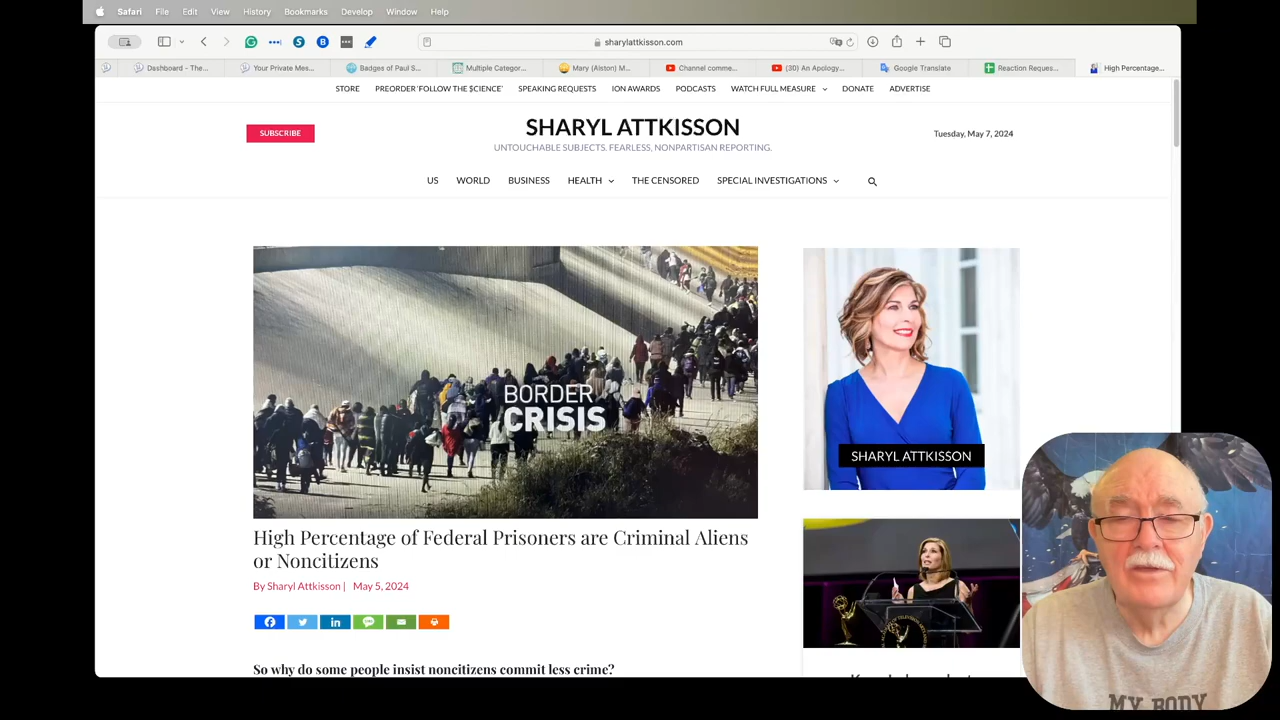 Safari File Edit View History Bookmarks Develop Window Help
sharylattkisson.com
Dashboard - The... Your Private Mes... Badges of Paul S... Multiple Categor... Mary (Alston) M... Channel comme... (30) An Apology... Google Translate Reaction Reques... High Percentage...
STORE PREORDER 'FOLLOW THE $CIENCE' SPEAKING REQUESTS ION AWARDS PODCASTS WATCH FULL MEASURE DONATE ADVERTISE
SUBSCRIBE
SHARYL ATTKISSON
UNTOUCHABLE SUBJECTS. FEARLESS, NONPARTISAN REPORTING.
Tuesday, May 7, 2024
US WORLD BUSINESS HEALTH THE CENSORED SPECIAL INVESTIGATIONS
BORDER
CRISIS
SHARYL ATTKISSON
High Percentage of Federal Prisoners are Criminal Aliens
or Noncitizens
By Sharyl Attkisson | May 5, 2024
So why do some people insist noncitizens commit less crime?
MY BODY